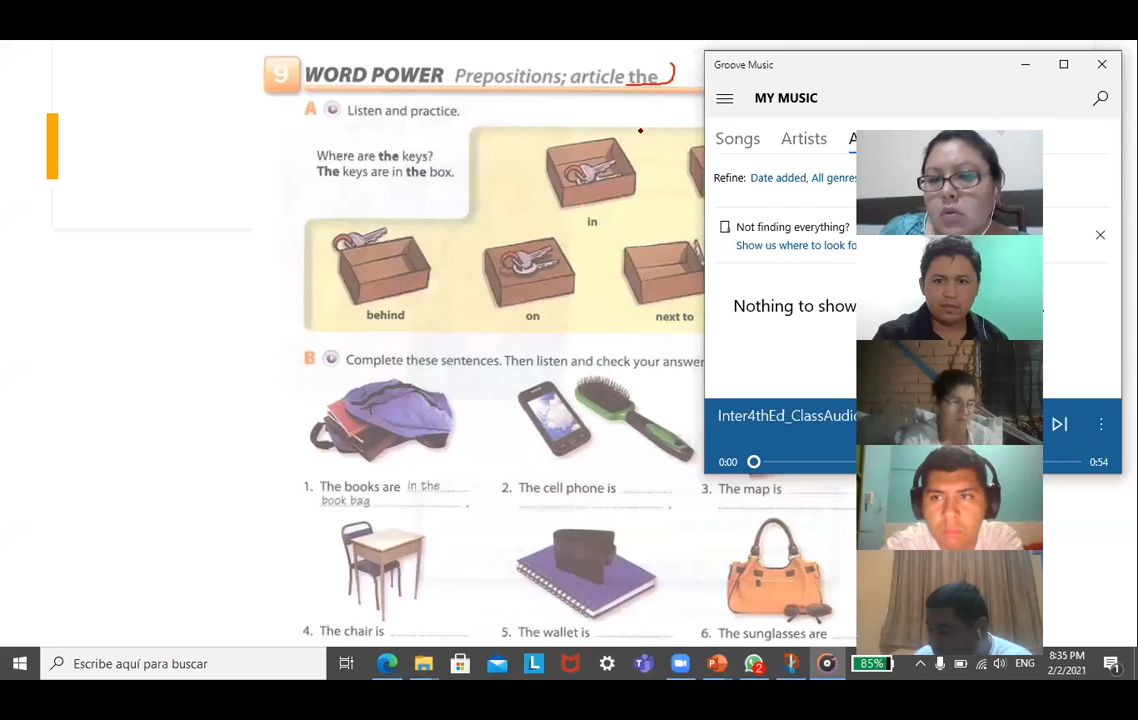 9 WORD POWER Prepositions; article the
A Listen and practice.
Where are the keys?
The keys are in the box.
in
behind
on
next to
B Complete these sentences. Then listen and check your answer
1. The books are in the
book bag.
2. The cell phone is
3. The map is
4. The chair is
5. The wallet is
6. The sunglasses are
Groove Music
MY MUSIC
Songs Artists A
Refine: Date added, All genres
Not finding everything?
Show us where to look fo
Nothing to show
Inter4thEd_ClassAudio
0:00
0:54
Escribe aquí para buscar
L
2
85%
ENG
8:35 PM
2/2/2021
1